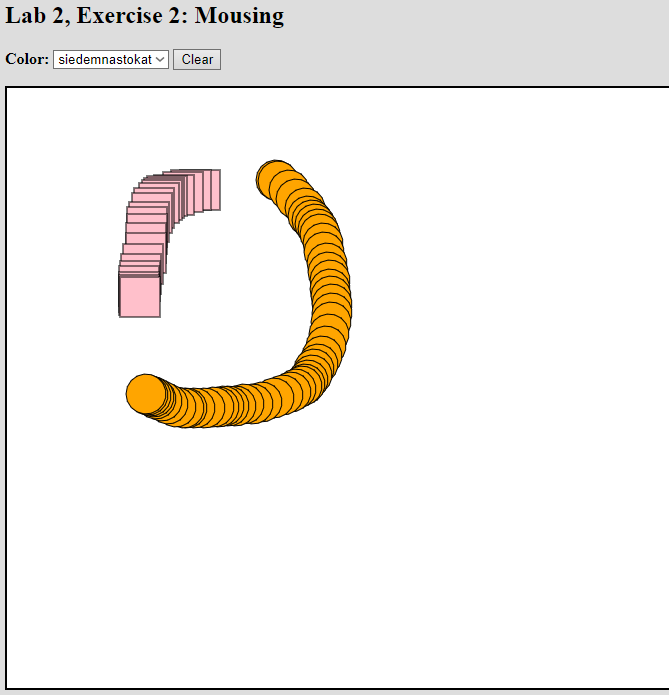 Lab 2, Exercise 2: Mousing
Color: siedemnastokat Clear